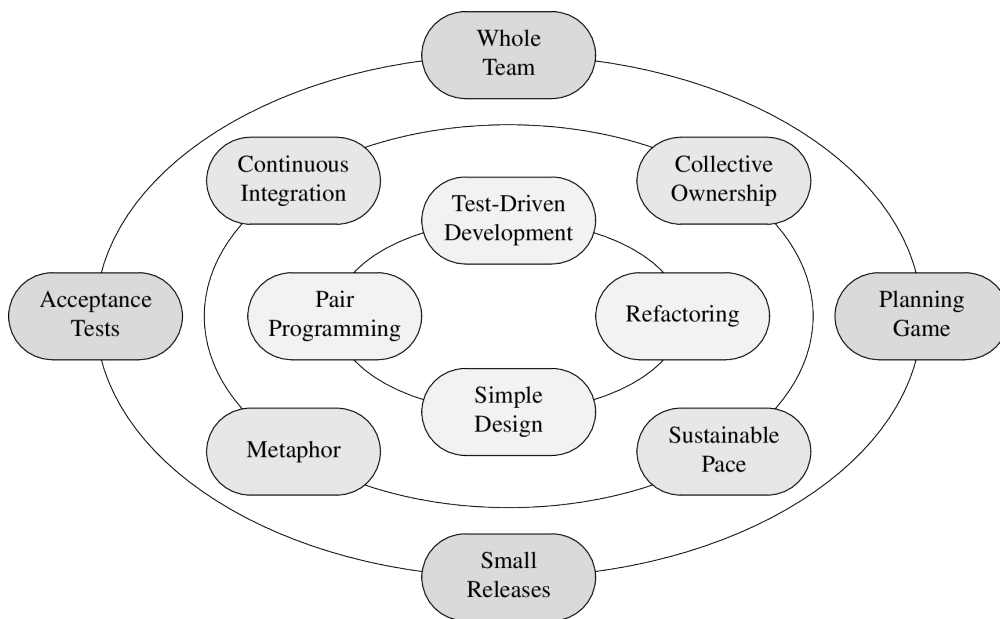 Whole
Team
Continuous
Integration
Collective
Ownership
Test-Driven
Development
Acceptance
Tests
Pair
Programming
Refactoring
Planning
Game
Simple
Design
Metaphor
Sustainable
Pace
Small
Releases